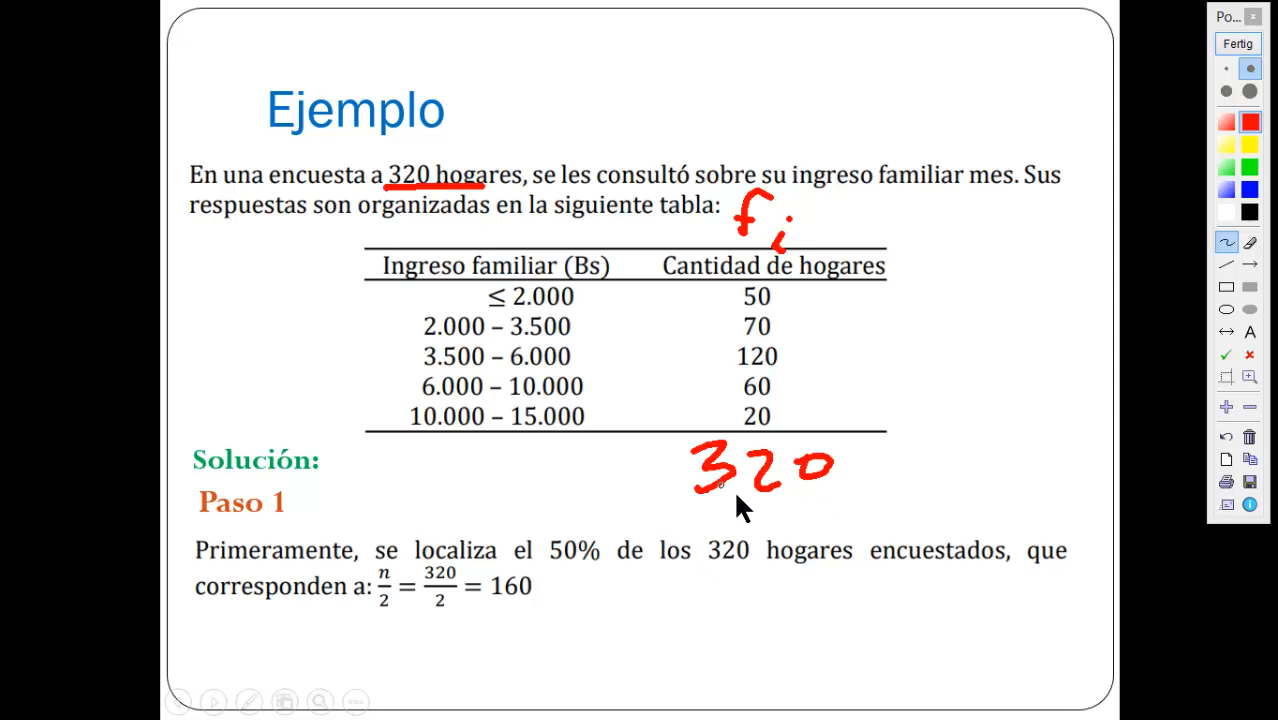 Po...
Fertig
Ejemplo
En una encuesta a 320 hogares, se les consultó sobre su ingreso familiar mes. Sus
respuestas son organizadas en la siguiente tabla:
fi
Ingreso familiar (Bs) Cantidad de hogares
≤ 2.000 50
2.000 – 3.500 70
3.500 – 6.000 120
6.000 – 10.000 60
10.000 – 15.000 20
320
Solución:
Paso 1
Primeramente, se localiza el 50% de los 320 hogares encuestados, que
corresponden a: n/2 = 320/2 = 160